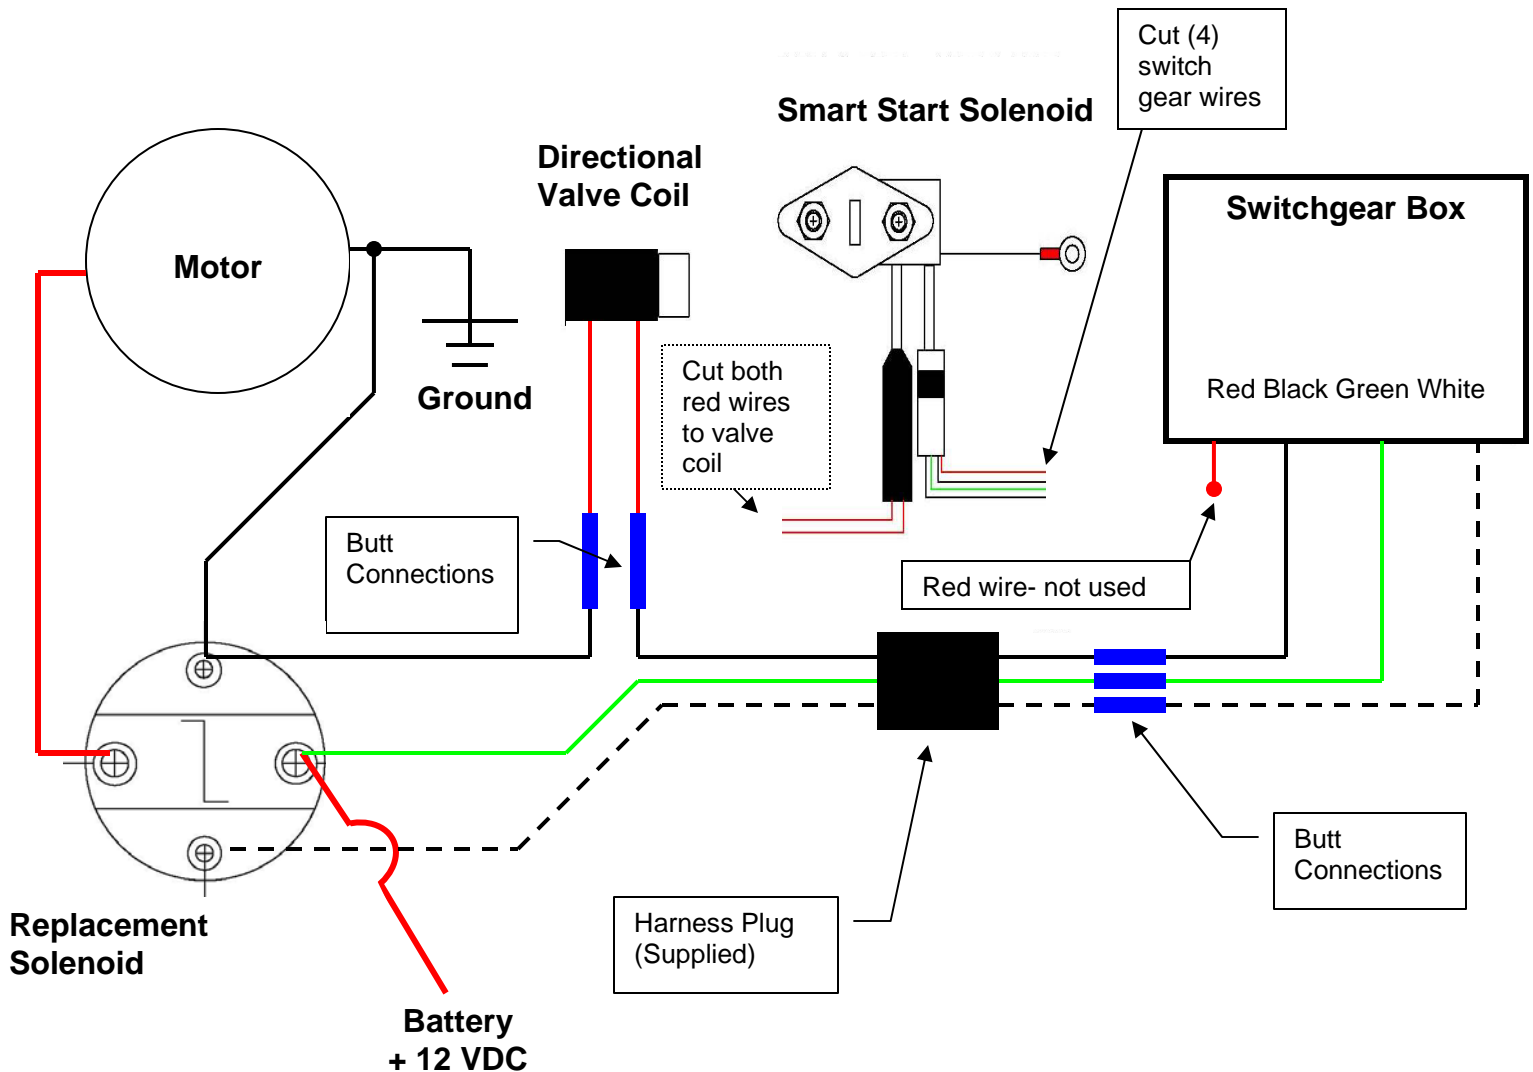 Cut (4)
switch
gear wires
Smart Start Solenoid
Directional
Valve Coil
Switchgear Box
Motor
Cut both
red wires
to valve
coil
Ground
Red Black Green White
Butt
Connections
Red wire- not used
Butt
Connections
Harness Plug
(Supplied)
Replacement
Solenoid
Battery
+ 12 VDC